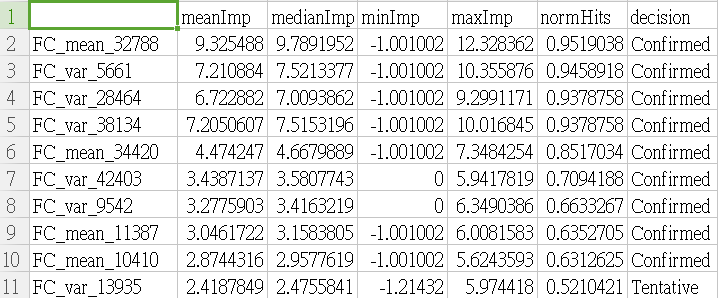 1 meanImp medianImp minImp maxImp normHits decision
2 FC_mean_32788 9.325488 9.7891952 -1.001002 12.328362 0.9519038 Confirmed
3 FC_var_5661 7.210884 7.5213377 -1.001002 10.355876 0.9458918 Confirmed
4 FC_var_28464 6.722882 7.0093862 -1.001002 9.2991171 0.9378758 Confirmed
5 FC_var_38134 7.2050607 7.5153196 -1.001002 10.016845 0.9378758 Confirmed
6 FC_mean_34420 4.474247 4.6679889 -1.001002 7.3484254 0.8517034 Confirmed
7 FC_var_42403 3.4387137 3.5807743 0 5.9417819 0.7094188 Confirmed
8 FC_var_9542 3.2775903 3.4163219 0 6.3490386 0.6633267 Confirmed
9 FC_mean_11387 3.0461722 3.1583805 -1.001002 6.0081583 0.6352705 Confirmed
10 FC_mean_10410 2.8744316 2.9577619 -1.001002 5.6243593 0.6312625 Confirmed
11 FC_var_13935 2.4187849 2.4755841 -1.21432 5.974418 0.5210421 Tentative